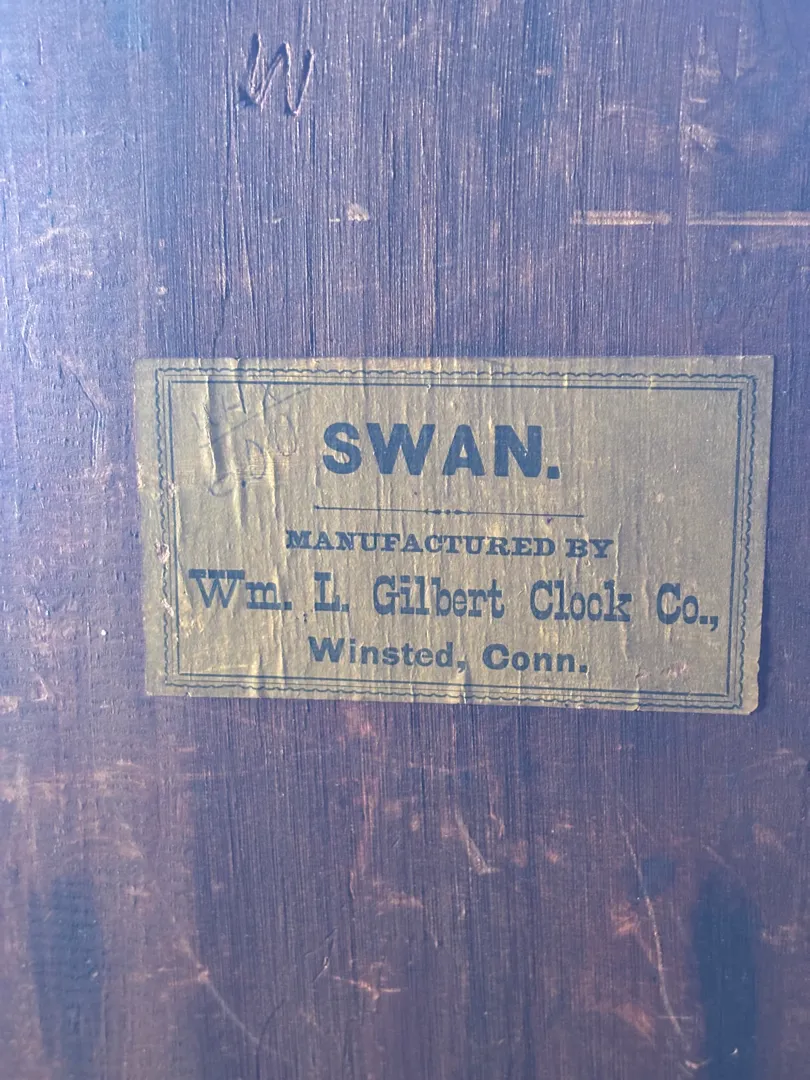 W
SWAN.
MANUFACTURED BY
Wm. L. Gilbert Clock Co.,
Winsted, Conn.